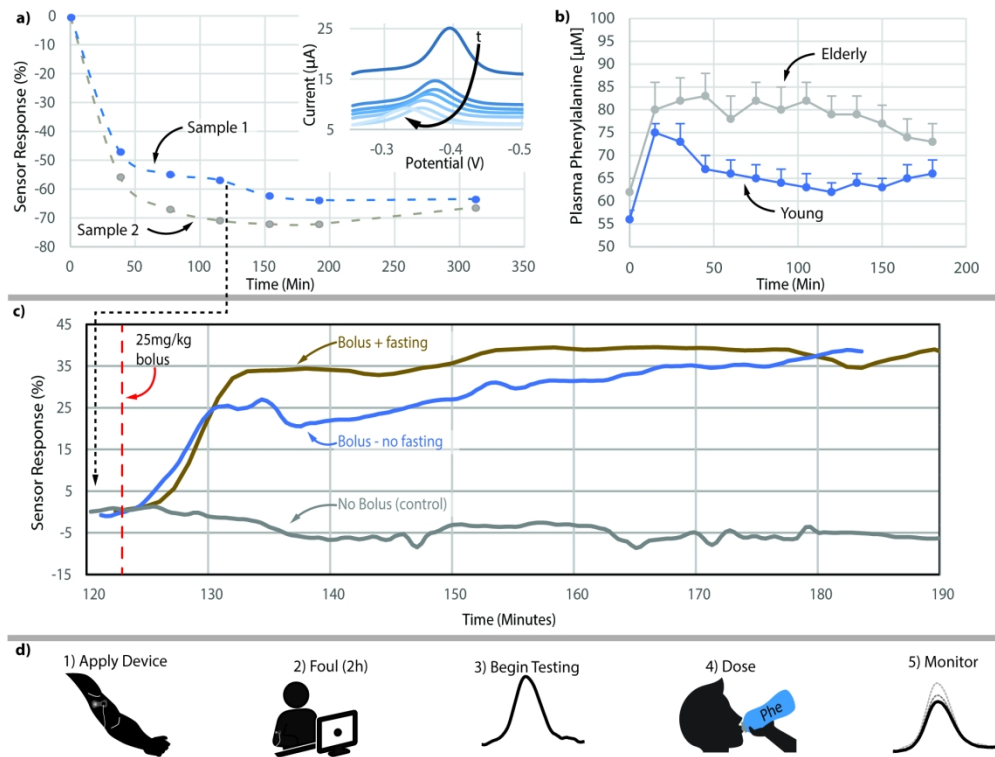 a)
Sensor Response (%)
0
-10
-20
-30
-40
-50
-60
-70
-80
Sample 1
Sample 2
0 50 100 150 200 250 300 350
Time (Min)
Current (µA)
25
15
5
t
-0.3 -0.4 -0.5
Potential (V)
b)
Plasma Phenylanine [µM]
100
95
90
85
80
75
70
65
60
55
50
Elderly
Young
0 50 100 150 200
Time (Min)
c)
Sensor Response (%)
45
35
25
15
5
-5
-15
25mg/kg
bolus
Bolus + fasting
Bolus - no fasting
No Bolus (control)
120 130 140 150 160 170 180 190
Time (Minutes)
d)
1) Apply Device
2) Foul (2h)
3) Begin Testing
4) Dose
5) Monitor
Phe